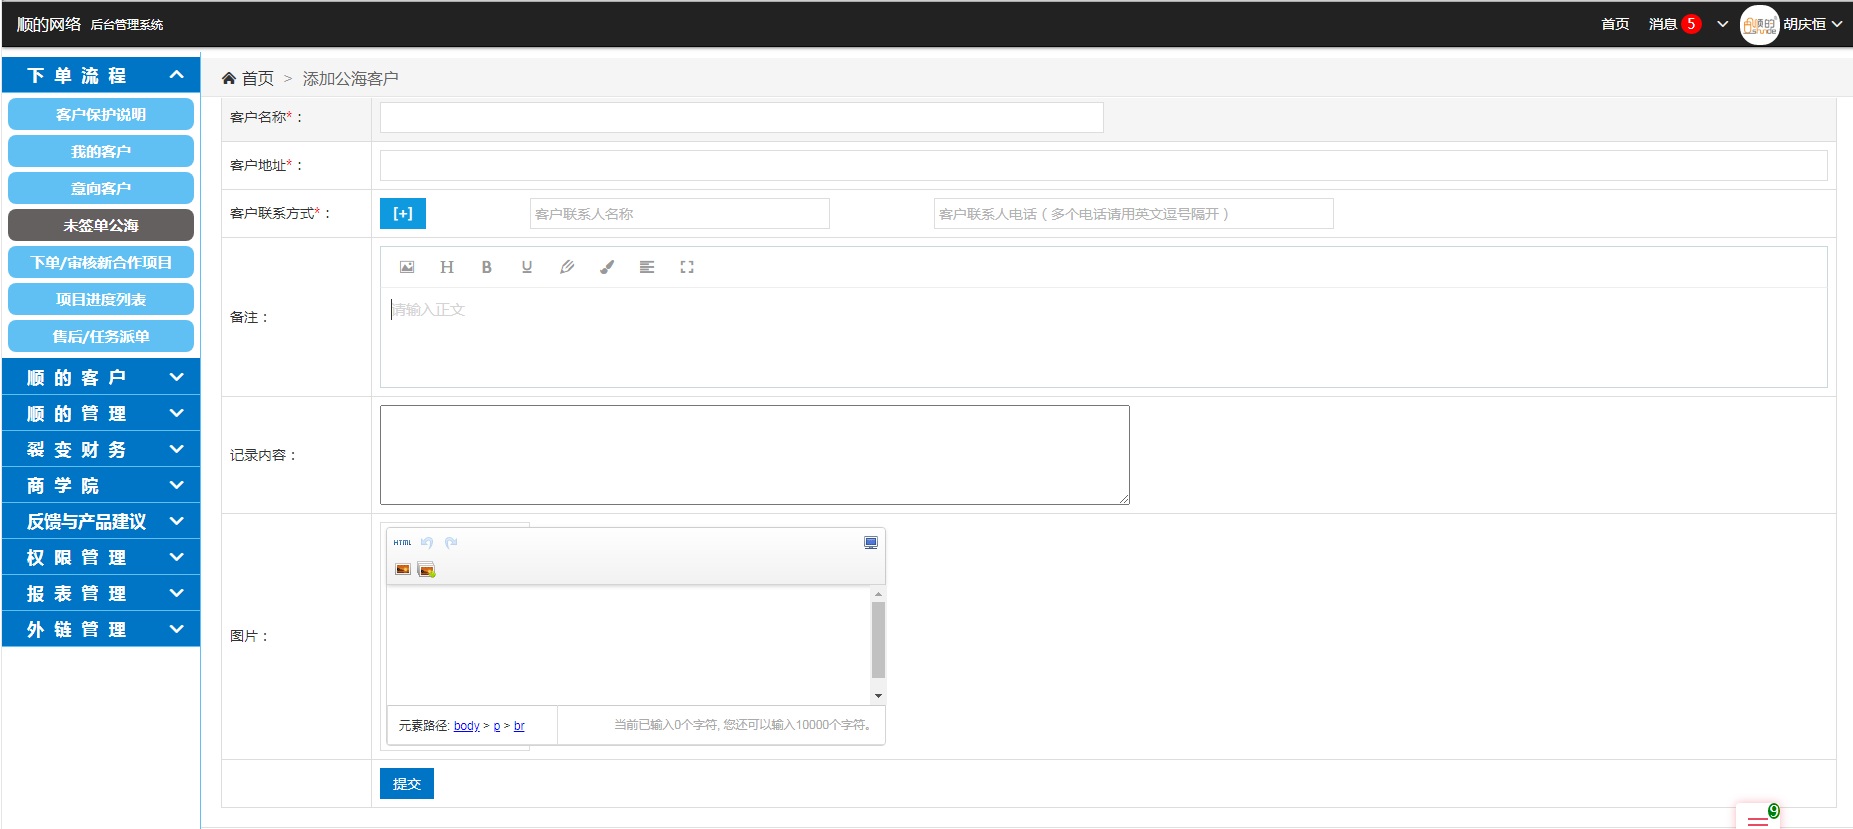 顺的网络 后台管理系统
首页 消息 5 胡庆恒
下单流程
客户保护说明
我的客户
意向客户
未签单公海
下单/审核新合作项目
项目进度列表
售后/任务派单
顺的客户
顺的管理
裂变财务
商学院
反馈与产品建议
权限管理
报表管理
外链管理
首页 > 添加公海客户
客户名称*：
客户地址*：
客户联系方式*： [+] 客户联系人名称 客户联系人电话（多个电话请用英文逗号隔开）
H B U
备注：
请输入正文
记录内容：
HTML
图片：
元素路径: body > p > br 当前已输入0个字符, 您还可以输入10000个字符。
提交
9